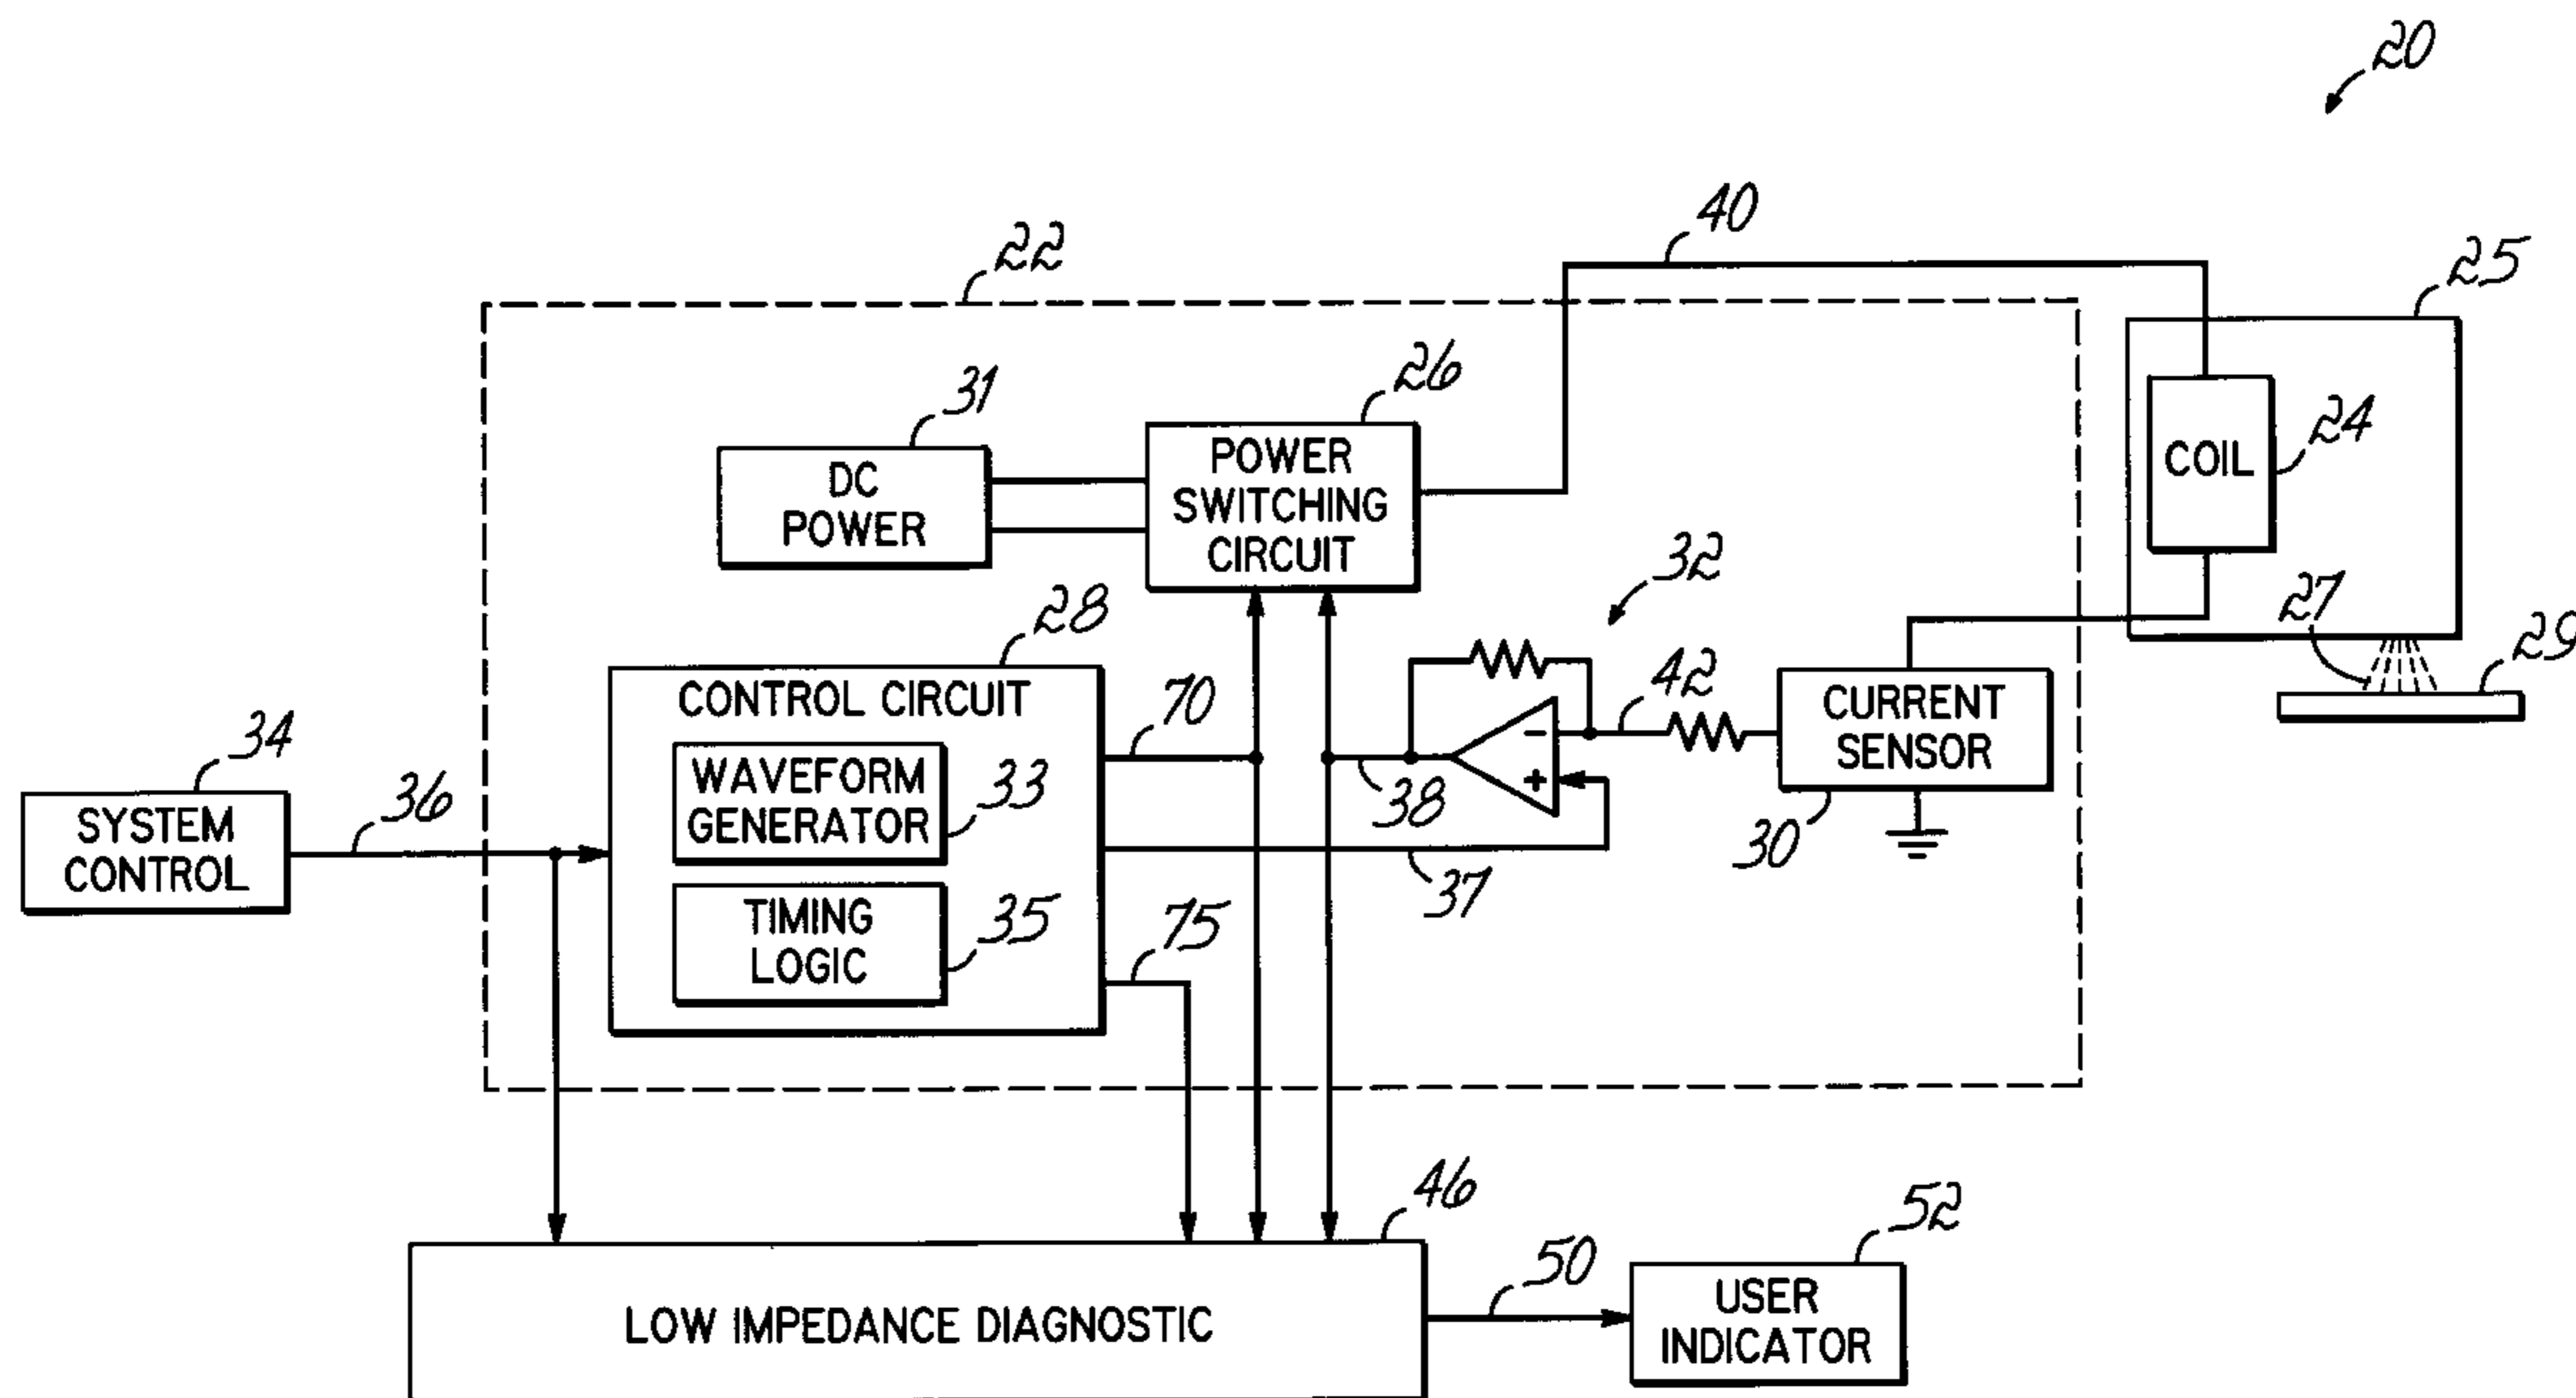 20
40
22
25
26
31
POWER
SWITCHING
CIRCUIT
DC
POWER
COIL
24
32
27
29
28
CONTROL CIRCUIT
70
42
CURRENT
SENSOR
34
36
WAVEFORM
GENERATOR
33
-
+
38
30
SYSTEM
CONTROL
37
TIMING
LOGIC
35
75
46
52
50
LOW IMPEDANCE DIAGNOSTIC
USER
INDICATOR